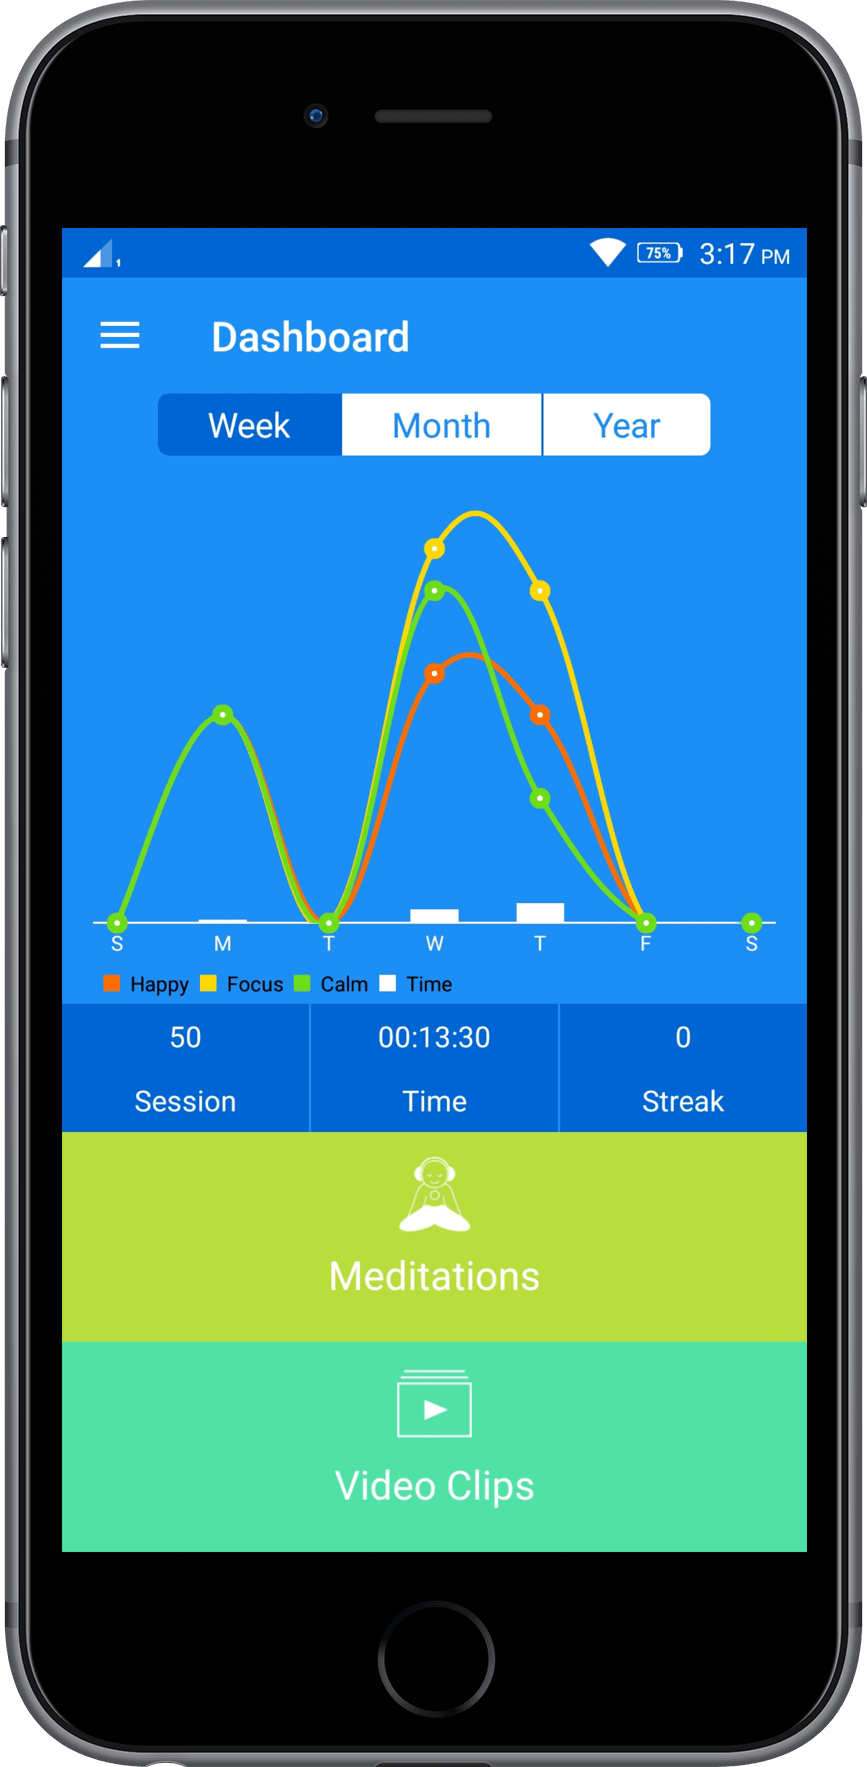 1 75% 3:17 PM
Dashboard
Week Month Year
S M T W T F S
Happy Focus Calm Time
50 00:13:30 0
Session Time Streak
Meditations
Video Clips